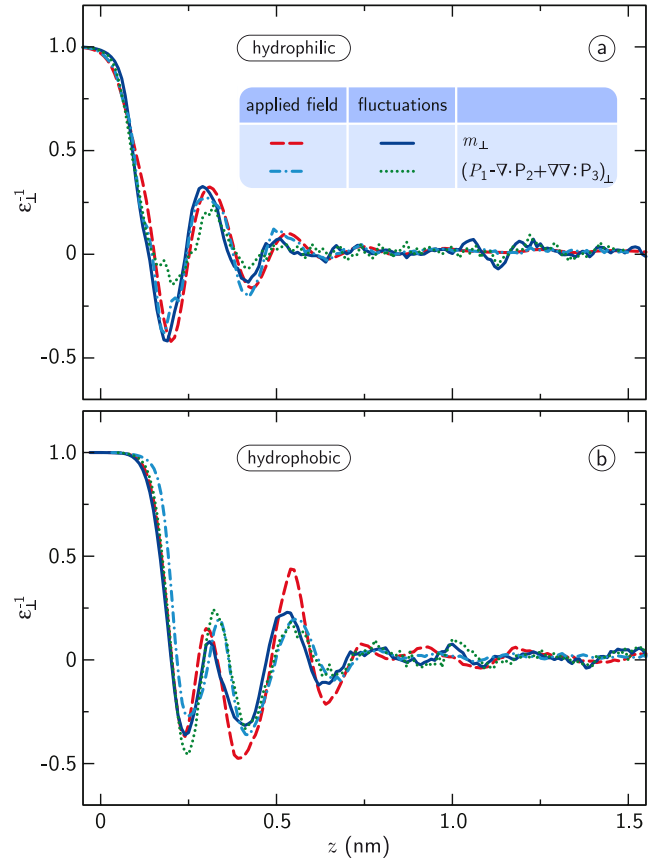 hydrophilic
a
applied field fluctuations
m⊥
(P₁-∇·P₂+∇∇:P₃)⊥
ε⊥⁻¹
1.0
0.5
0
-0.5
hydrophobic
b
ε⊥⁻¹
1.0
0.5
0
-0.5
0 0.5 1.0 1.5
z (nm)